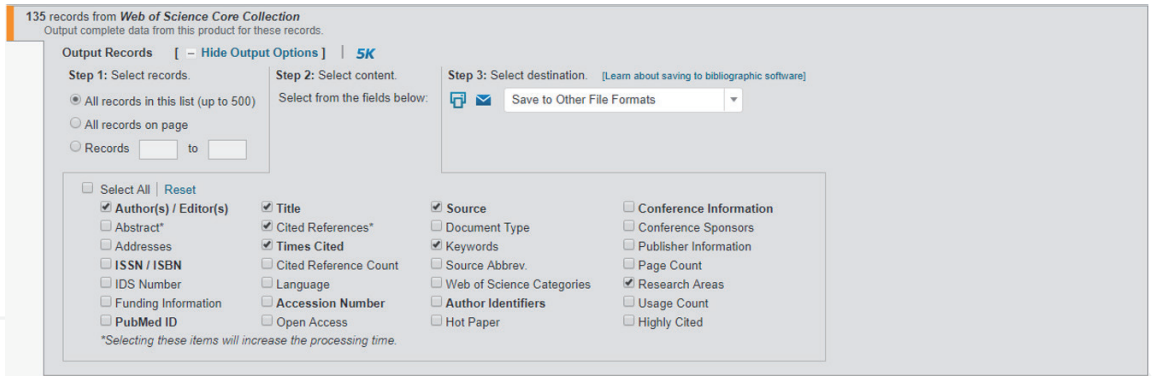 135 records from Web of Science Core Collection
Output complete data from this product for these records.
Output Records [ – Hide Output Options ] | 5K
Step 1: Select records. Step 2: Select content. Step 3: Select destination. [Learn about saving to bibliographic software]
All records in this list (up to 500) Select from the fields below: Save to Other File Formats
All records on page
Records to
Select All | Reset
Author(s) / Editor(s) Title Source Conference Information
Abstract* Cited References* Document Type Conference Sponsors
Addresses Times Cited Keywords Publisher Information
ISSN / ISBN Cited Reference Count Source Abbrev. Page Count
IDS Number Language Web of Science Categories Research Areas
Funding Information Accession Number Author Identifiers Usage Count
PubMed ID Open Access Hot Paper Highly Cited
*Selecting these items will increase the processing time.